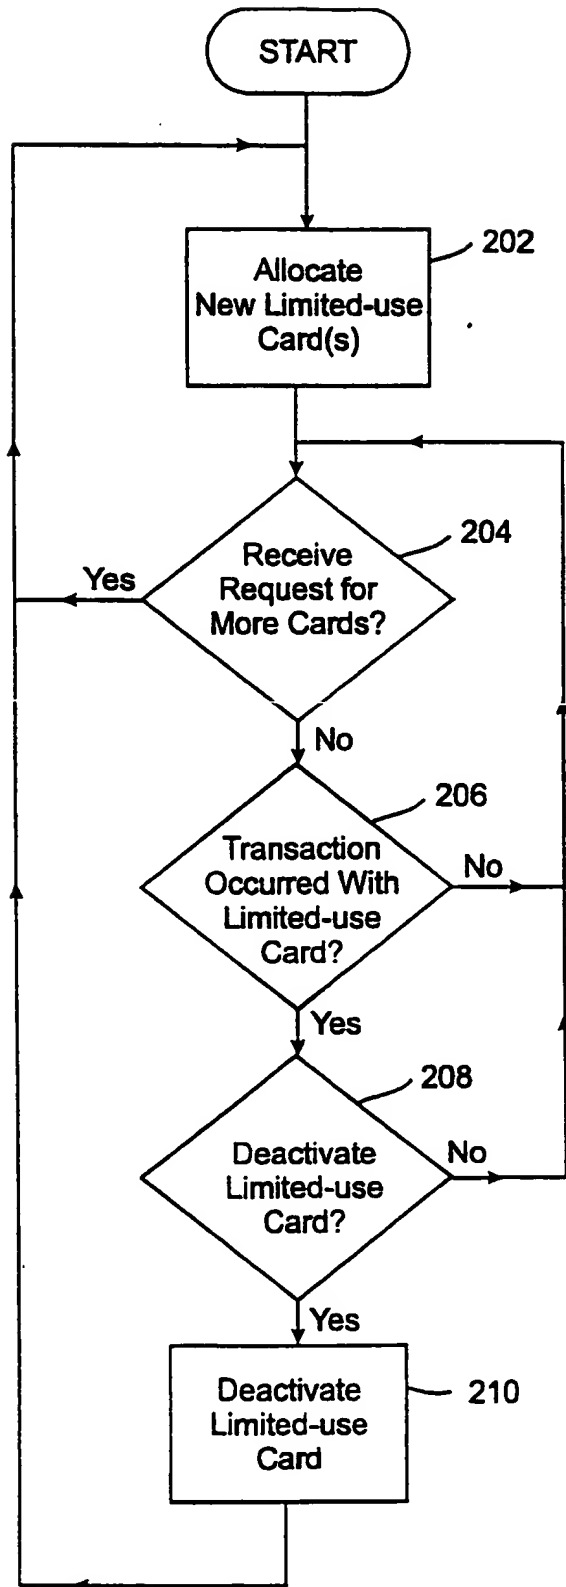 START
202
Allocate
New Limited-use
Card(s)
204
Receive
Request for
More Cards?
Yes
No
206
Transaction
Occurred With
Limited-use
Card?
No
Yes
208
Deactivate
Limited-use
Card?
No
Yes
Deactivate
Limited-use
Card
210